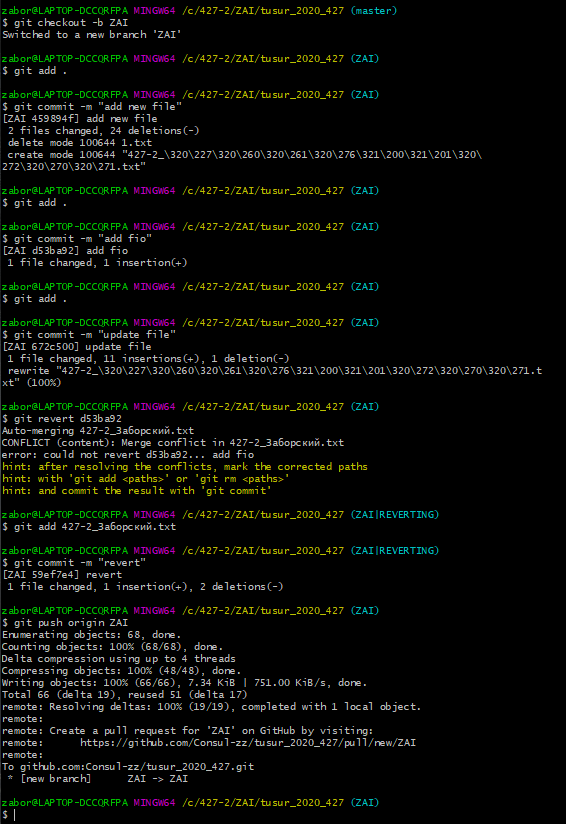 zabor@LAPTOP-DCCQRFPA MINGW64 /c/427-2/ZAI/tusur_2020_427 (master)
$ git checkout -b ZAI
Switched to a new branch 'ZAI'
zabor@LAPTOP-DCCQRFPA MINGW64 /c/427-2/ZAI/tusur_2020_427 (ZAI)
$ git add .
zabor@LAPTOP-DCCQRFPA MINGW64 /c/427-2/ZAI/tusur_2020_427 (ZAI)
$ git commit -m "add new file"
[ZAI 459894f] add new file
 2 files changed, 24 deletions(-)
 delete mode 100644 1.txt
 create mode 100644 "427-2_\320\227\320\260\320\261\320\276\321\200\321\201\320\
272\320\270\320\271.txt"
zabor@LAPTOP-DCCQRFPA MINGW64 /c/427-2/ZAI/tusur_2020_427 (ZAI)
$ git add .
zabor@LAPTOP-DCCQRFPA MINGW64 /c/427-2/ZAI/tusur_2020_427 (ZAI)
$ git commit -m "add fio"
[ZAI d53ba92] add fio
 1 file changed, 1 insertion(+)
zabor@LAPTOP-DCCQRFPA MINGW64 /c/427-2/ZAI/tusur_2020_427 (ZAI)
$ git add .
zabor@LAPTOP-DCCQRFPA MINGW64 /c/427-2/ZAI/tusur_2020_427 (ZAI)
$ git commit -m "update file"
[ZAI 672c500] update file
 1 file changed, 11 insertions(+), 1 deletion(-)
 rewrite "427-2_\320\227\320\260\320\261\320\276\321\200\321\201\320\272\320\270\320\271.t
xt" (100%)
zabor@LAPTOP-DCCQRFPA MINGW64 /c/427-2/ZAI/tusur_2020_427 (ZAI)
$ git revert d53ba92
Auto-merging 427-2_Заборский.txt
CONFLICT (content): Merge conflict in 427-2_Заборский.txt
error: could not revert d53ba92... add fio
hint: after resolving the conflicts, mark the corrected paths
hint: with 'git add <paths>' or 'git rm <paths>'
hint: and commit the result with 'git commit'
zabor@LAPTOP-DCCQRFPA MINGW64 /c/427-2/ZAI/tusur_2020_427 (ZAI|REVERTING)
$ git add 427-2_Заборский.txt
zabor@LAPTOP-DCCQRFPA MINGW64 /c/427-2/ZAI/tusur_2020_427 (ZAI|REVERTING)
$ git commit -m "revert"
[ZAI 59ef7e4] revert
 1 file changed, 1 insertion(+), 2 deletions(-)
zabor@LAPTOP-DCCQRFPA MINGW64 /c/427-2/ZAI/tusur_2020_427 (ZAI)
$ git push origin ZAI
Enumerating objects: 68, done.
Counting objects: 100% (68/68), done.
Delta compression using up to 4 threads
Compressing objects: 100% (48/48), done.
Writing objects: 100% (66/66), 7.34 KiB | 751.00 KiB/s, done.
Total 66 (delta 19), reused 51 (delta 17)
remote: Resolving deltas: 100% (19/19), completed with 1 local object.
remote:
remote: Create a pull request for 'ZAI' on GitHub by visiting:
remote:      https://github.com/Consul-zz/tusur_2020_427/pull/new/ZAI
remote:
To github.com:Consul-zz/tusur_2020_427.git
 * [new branch]      ZAI -> ZAI
zabor@LAPTOP-DCCQRFPA MINGW64 /c/427-2/ZAI/tusur_2020_427 (ZAI)
$